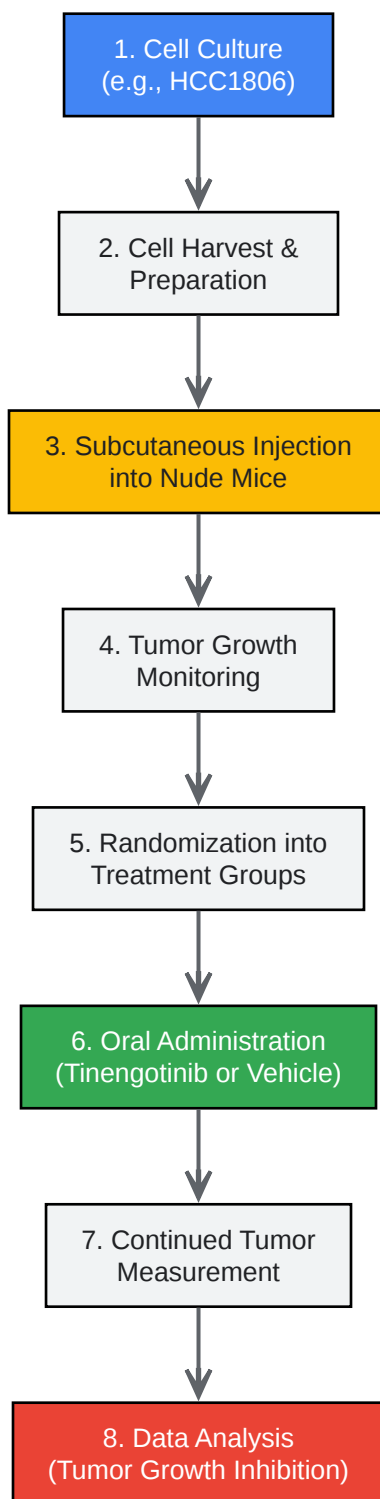 1. Cell Culture
(e.g., HCC1806)
2. Cell Harvest &
Preparation
3. Subcutaneous Injection
into Nude Mice
4. Tumor Growth
Monitoring
5. Randomization into
Treatment Groups
6. Oral Administration
(Tinengotinib or Vehicle)
7. Continued Tumor
Measurement
8. Data Analysis
(Tumor Growth Inhibition)